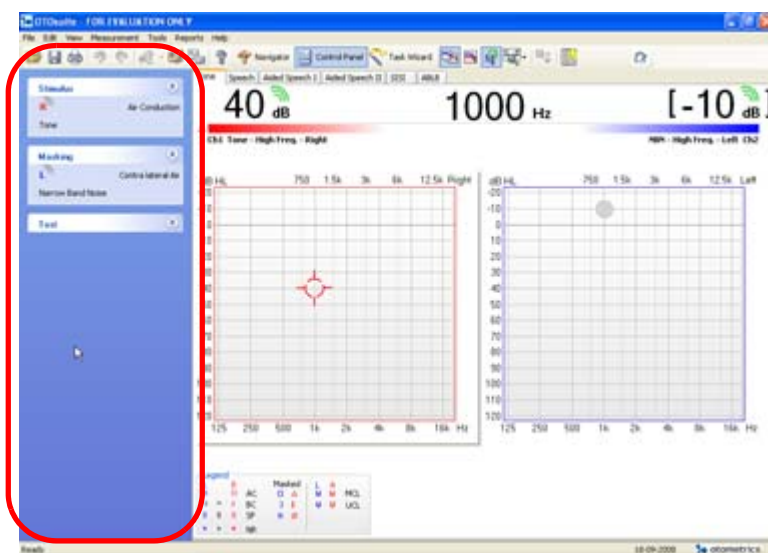 OTOsuite - FOR EVALUATION ONLY
File Edit View Measurement Tools Reports Help
Navigator Control Panel Task Wizard
Speech Aided Speech I Aided Speech II SISI ABLB
Stimulus
R Air Conduction
Tone
Masking
L Contra lateral Air
Narrow Band Noise
Test
40 dB 1000 Hz [-10 dB]
Ch1 Tone - High Freq. - Right
NBN - High Freq. - Left Ch2
dB HL 750 1.5k 3k 6k 12.5k Right
-10
0
125 250 500 1k 2k 4k 8k 16k Hz
dB HL 750 1.5k 3k 6k 12.5k Left
-20
-10
0
10
20
30
40
50
60
70
80
90
100
110
120
125 250 500 1k 2k 4k 8k 16k Hz
Legend
Masked
AC
MCL
BC
UCL
SF
NR
Ready
18-09-2008 otometrics